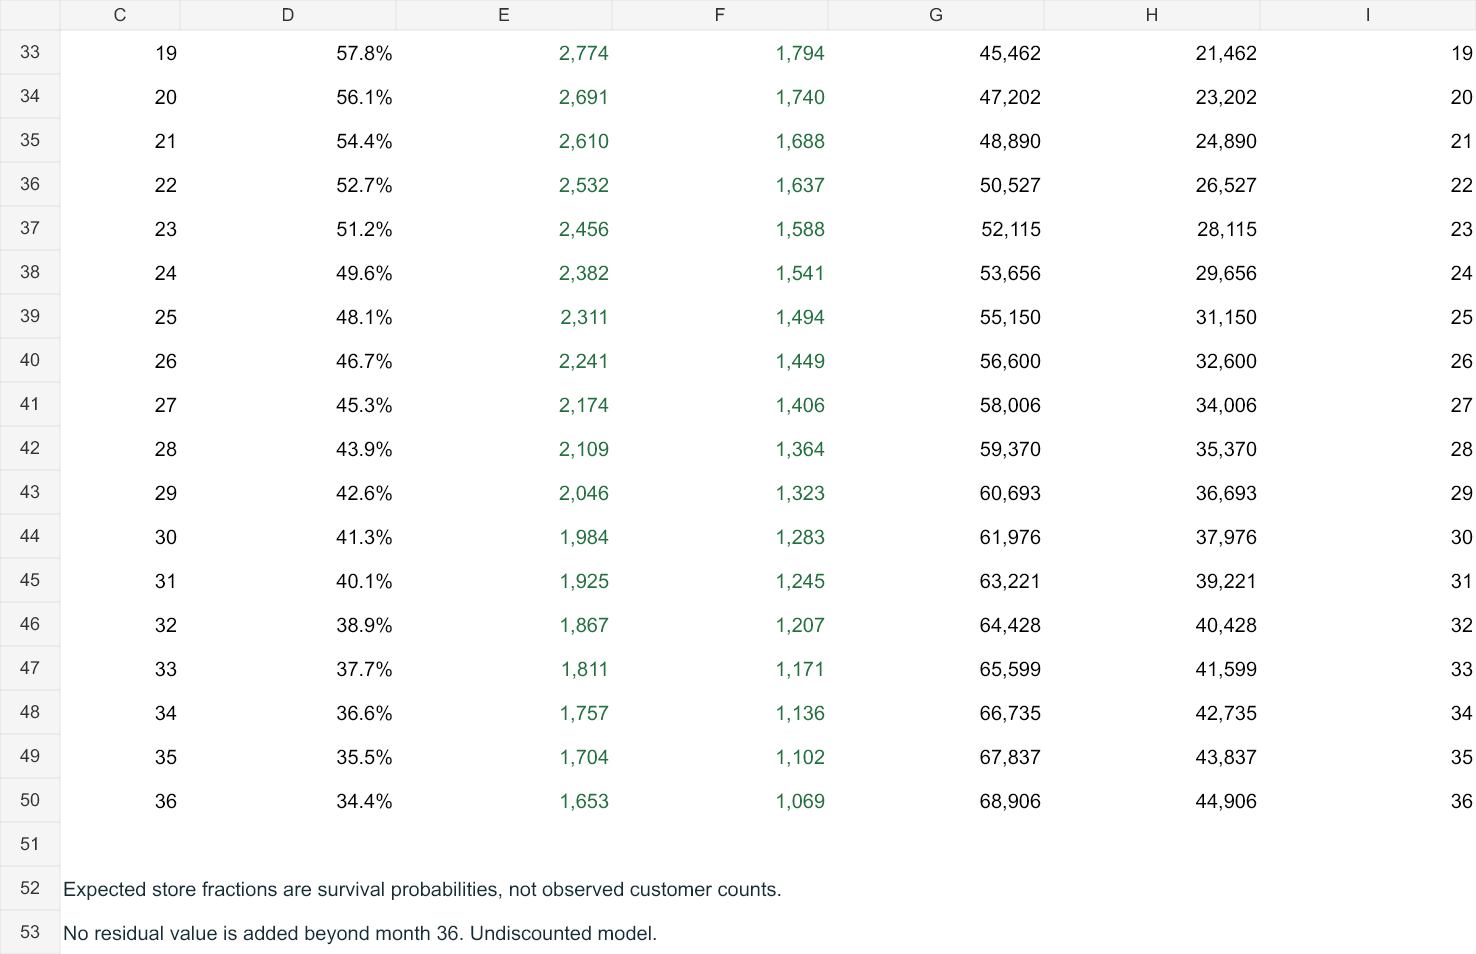 C D E F G H I
33 19 57.8% 2,774 1,794 45,462 21,462 19
34 20 56.1% 2,691 1,740 47,202 23,202 20
35 21 54.4% 2,610 1,688 48,890 24,890 21
36 22 52.7% 2,532 1,637 50,527 26,527 22
37 23 51.2% 2,456 1,588 52,115 28,115 23
38 24 49.6% 2,382 1,541 53,656 29,656 24
39 25 48.1% 2,311 1,494 55,150 31,150 25
40 26 46.7% 2,241 1,449 56,600 32,600 26
41 27 45.3% 2,174 1,406 58,006 34,006 27
42 28 43.9% 2,109 1,364 59,370 35,370 28
43 29 42.6% 2,046 1,323 60,693 36,693 29
44 30 41.3% 1,984 1,283 61,976 37,976 30
45 31 40.1% 1,925 1,245 63,221 39,221 31
46 32 38.9% 1,867 1,207 64,428 40,428 32
47 33 37.7% 1,811 1,171 65,599 41,599 33
48 34 36.6% 1,757 1,136 66,735 42,735 34
49 35 35.5% 1,704 1,102 67,837 43,837 35
50 36 34.4% 1,653 1,069 68,906 44,906 36
51
52 Expected store fractions are survival probabilities, not observed customer counts.
53 No residual value is added beyond month 36. Undiscounted model.